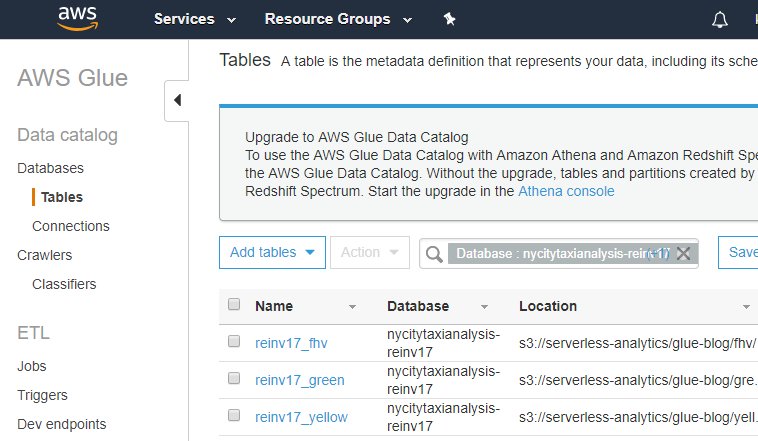 aws Services Resource Groups
AWS Glue
Data catalog
Databases
Tables
Connections
Crawlers
Classifiers
ETL
Jobs
Triggers
Dev endpoints
Tables A table is the metadata definition that represents your data, including its sche
Upgrade to AWS Glue Data Catalog
To use the AWS Glue Data Catalog with Amazon Athena and Amazon Redshift Spe
the AWS Glue Data Catalog. Without the upgrade, tables and partitions created by
Redshift Spectrum. Start the upgrade in the Athena console
Add tables Action Database : nycitytaxianalysis-reinv17 Save
Name Database Location
reinv17_fhv nycitytaxianalysis-
reinv17 s3://serverless-analytics/glue-blog/fhv/
reinv17_green nycitytaxianalysis-
reinv17 s3://serverless-analytics/glue-blog/gre...
reinv17_yellow nycitytaxianalysis-
reinv17 s3://serverless-analytics/glue-blog/yell...